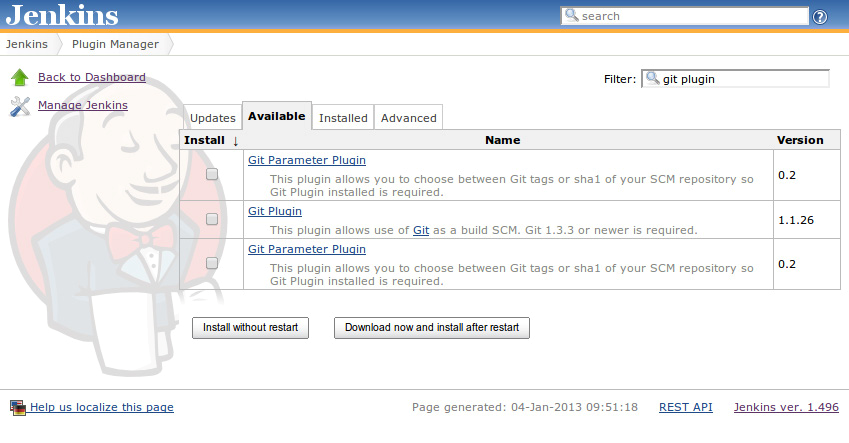 Jenkins
search
Jenkins Plugin Manager
Back to Dashboard
Filter: git plugin
Manage Jenkins
Updates Available Installed Advanced
Install ↓ Name Version
Git Parameter Plugin
This plugin allows you to choose between Git tags or sha1 of your SCM repository so
Git Plugin installed is required.
0.2
Git Plugin
This plugin allows use of Git as a build SCM. Git 1.3.3 or newer is required.
1.1.26
Git Parameter Plugin
This plugin allows you to choose between Git tags or sha1 of your SCM repository so
Git Plugin installed is required.
0.2
Install without restart Download now and install after restart
Help us localize this page Page generated: 04-Jan-2013 09:51:18 REST API Jenkins ver. 1.496